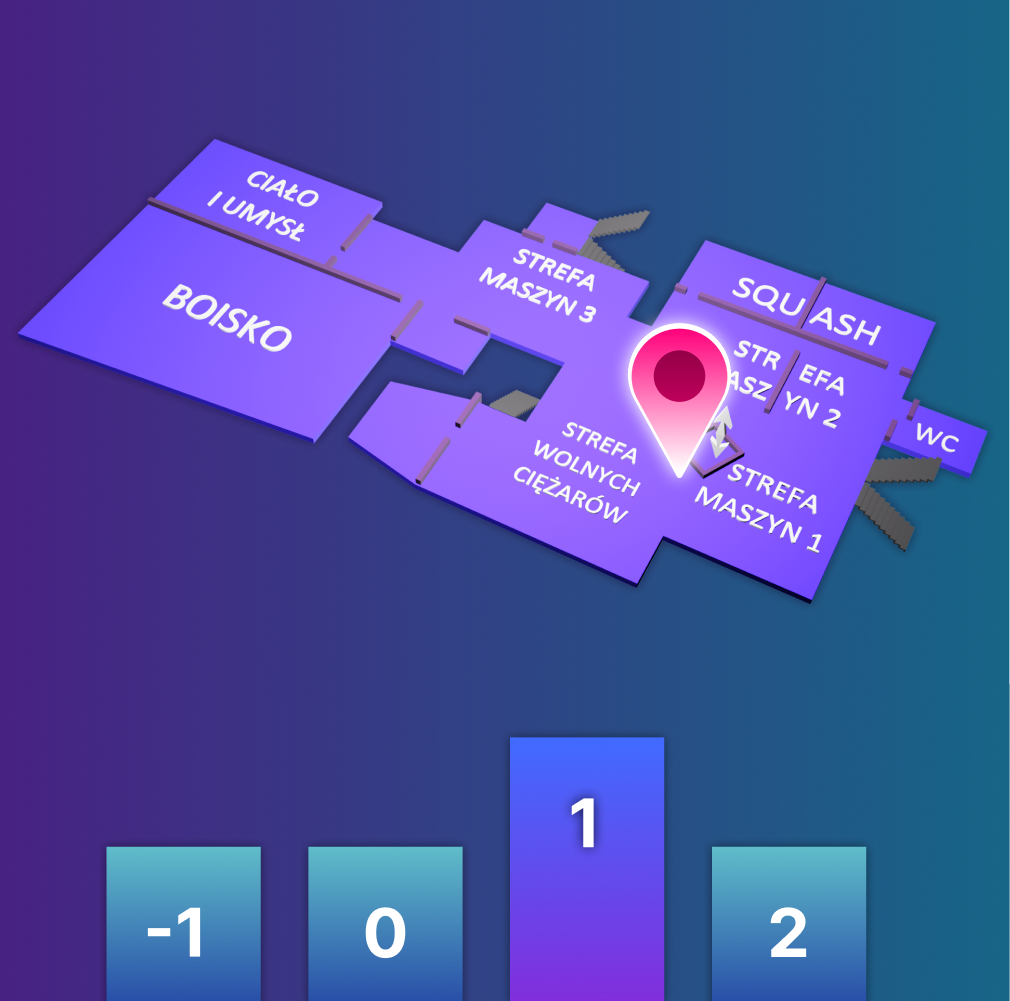 CIAŁO
I UMYSŁ
BOISKO
STREFA
MASZYN 3
SQUASH
STREFA
ASZYN 2
WC
STREFA
WOLNYCH
CIĘŻARÓW
STREFA
MASZYN 1
-1
0
1
2